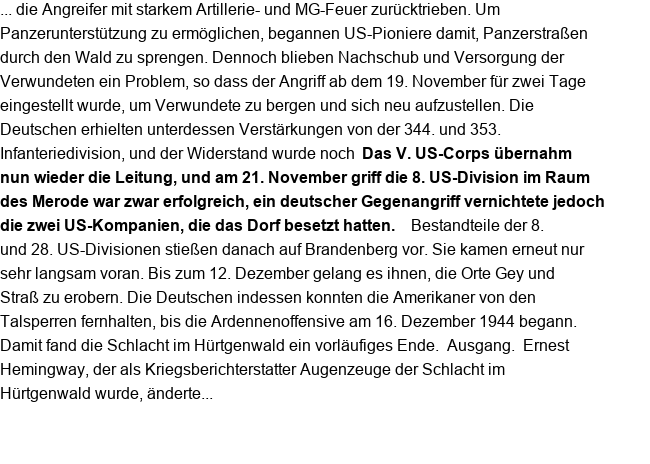 ... die Angreifer mit starkem Artillerie- und MG-Feuer zurücktrieben. Um
Panzerunterstützung zu ermöglichen, begannen US-Pioniere damit, Panzerstraßen
durch den Wald zu sprengen. Dennoch blieben Nachschub und Versorgung der
Verwundeten ein Problem, so dass der Angriff ab dem 19. November für zwei Tage
eingestellt wurde, um Verwundete zu bergen und sich neu aufzustellen. Die
Deutschen erhielten unterdessen Verstärkungen von der 344. und 353.
Infanteriedivision, und der Widerstand wurde noch Das V. US-Corps übernahm
nun wieder die Leitung, und am 21. November griff die 8. US-Division im Raum
des Merode war zwar erfolgreich, ein deutscher Gegenangriff vernichtete jedoch
die zwei US-Kompanien, die das Dorf besetzt hatten. Bestandteile der 8.
und 28. US-Divisionen stießen danach auf Brandenberg vor. Sie kamen erneut nur
sehr langsam voran. Bis zum 12. Dezember gelang es ihnen, die Orte Gey und
Straß zu erobern. Die Deutschen indessen konnten die Amerikaner von den
Talsperren fernhalten, bis die Ardennenoffensive am 16. Dezember 1944 begann.
Damit fand die Schlacht im Hürtgenwald ein vorläufiges Ende. Ausgang. Ernest
Hemingway, der als Kriegsberichterstatter Augenzeuge der Schlacht im
Hürtgenwald wurde, änderte...